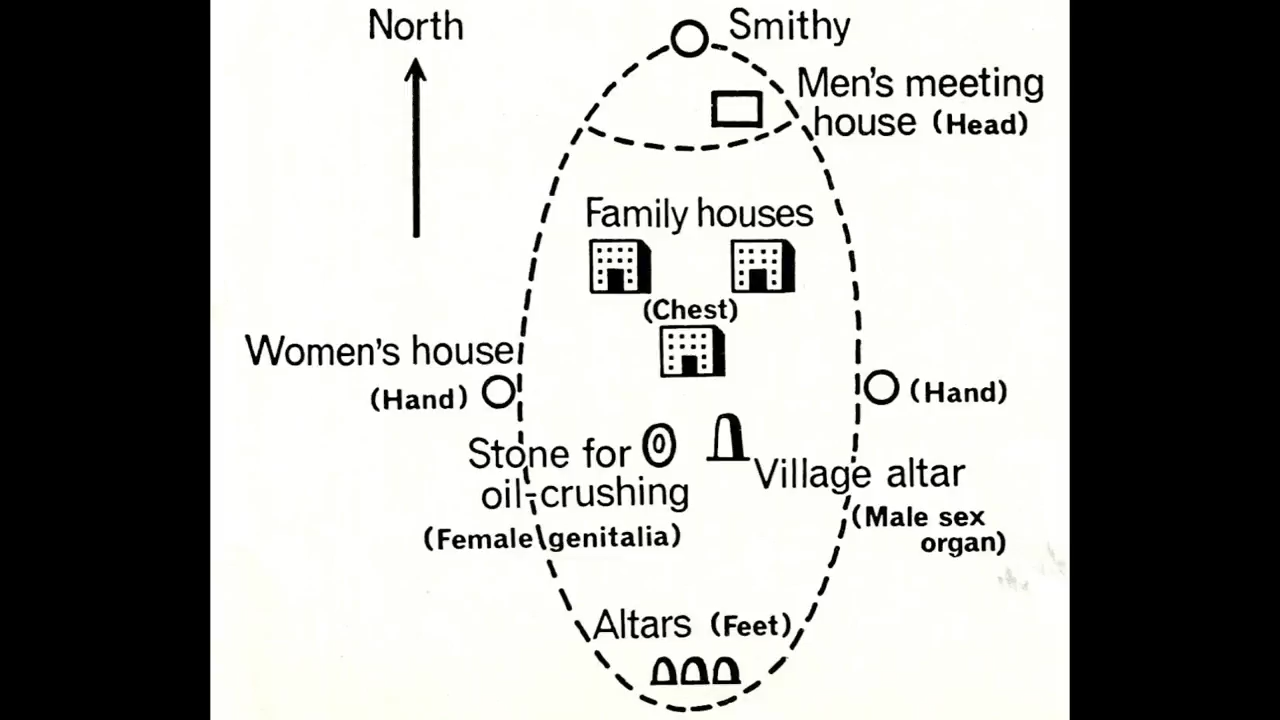 North
Smithy
Men's meeting
house (Head)
Family houses
(Chest)
Women's house
(Hand)
(Hand)
Stone for
oil-crushing
(Female genitalia)
Village altar
(Male sex
organ)
Altars (Feet)